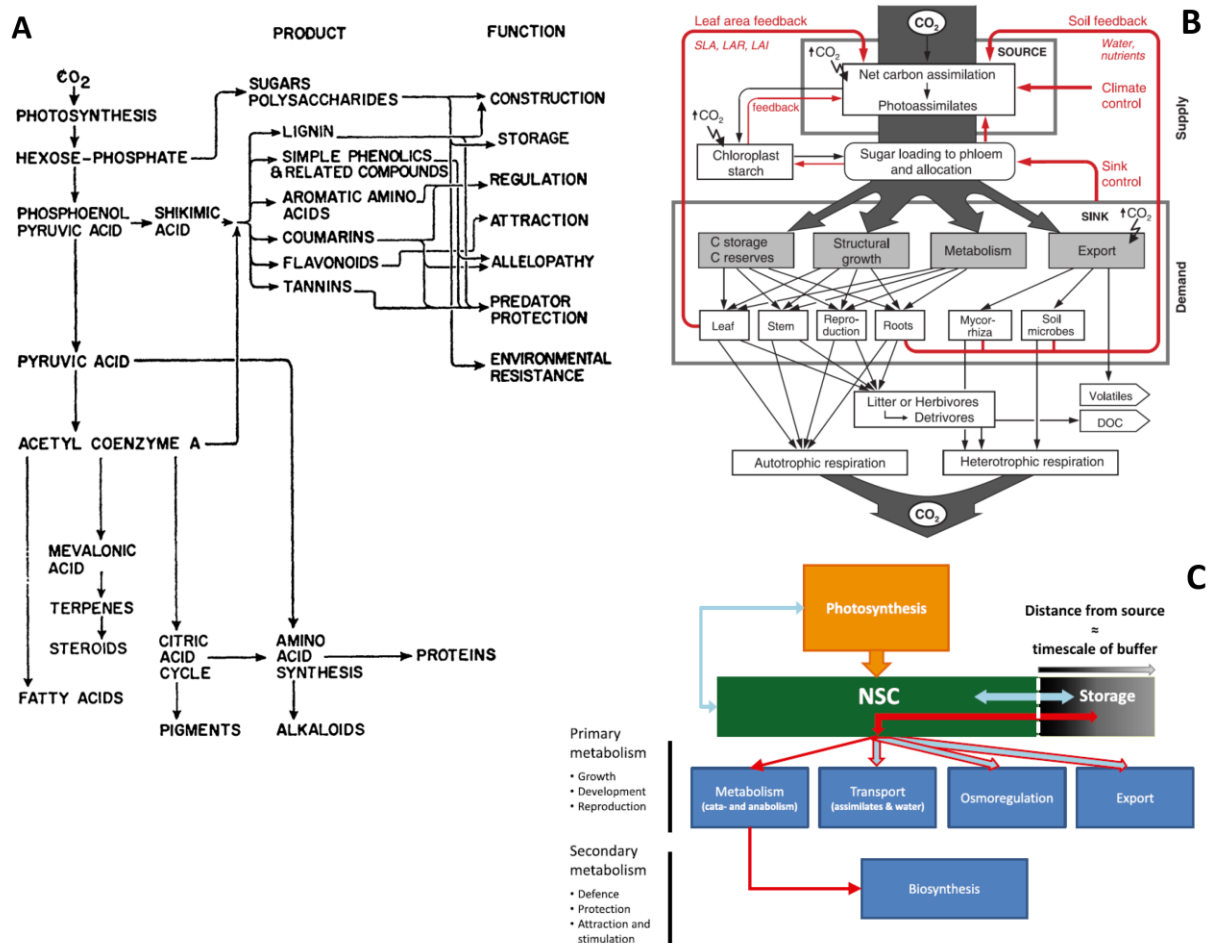 A
PRODUCT
FUNCTION
¢O2
PHOTOSYNTHESIS
HEXOSE-PHOSPHATE
PHOSPHOENOL
PYRUVIC ACID
SHIKIMIC
ACID
PYRUVIC ACID
ACETYL COENZYME A
MEVALONIC
ACID
TERPENES
STEROIDS
FATTY ACIDS
CITRIC
ACID
CYCLE
PIGMENTS
AMINO
ACID
SYNTHESIS
PROTEINS
ALKALOIDS
SUGARS
POLYSACCHARIDES
LIGNIN
SIMPLE PHENOLICS
& RELATED COMPOUNDS
AROMATIC AMINO
ACIDS
COUMARINS
FLAVONOIDS
TANNINS
CONSTRUCTION
STORAGE
REGULATION
ATTRACTION
ALLELOPATHY
PREDATOR
PROTECTION
ENVIRONMENTAL
RESISTANCE
B
Leaf area feedback
SLA, LAR, LAI
CO2
Soil feedback
Water,
nutrients
↑CO2
SOURCE
Net carbon assimilation
Photoassimilates
Climate
control
feedback
↑CO2
Chloroplast
starch
Sugar loading to phloem
and allocation
Sink
control
Supply
SINK
↑CO2
C storage
C reserves
Structural
growth
Metabolism
Export
Demand
Leaf
Stem
Repro-
duction
Roots
Mycor-
rhiza
Soil
microbes
Litter or Herbivores
Detrivores
Volatiles
DOC
Autotrophic respiration
Heterotrophic respiration
CO2
C
Photosynthesis
Distance from source
≈
timescale of buffer
NSC
Storage
Primary
metabolism
• Growth
• Development
• Reproduction
Metabolism
(cata- and anabolism)
Transport
(assimilates & water)
Osmoregulation
Export
Secondary
metabolism
• Defence
• Protection
• Attraction and
stimulation
Biosynthesis